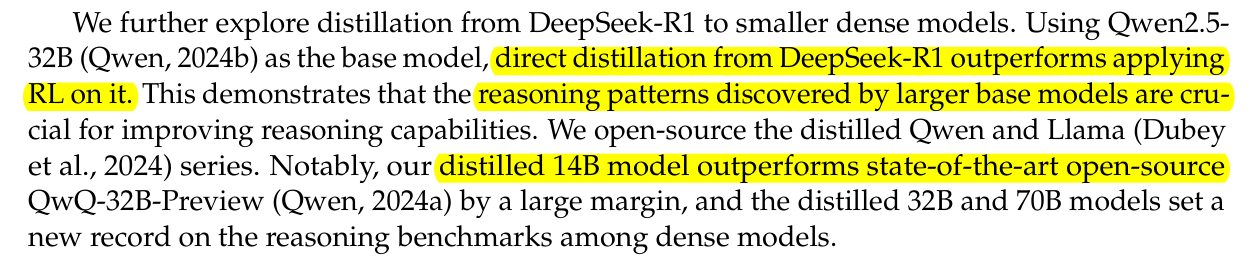 We further explore distillation from DeepSeek-R1 to smaller dense models. Using Qwen2.5-
32B (Qwen, 2024b) as the base model, direct distillation from DeepSeek-R1 outperforms applying
RL on it. This demonstrates that the reasoning patterns discovered by larger base models are cru-
cial for improving reasoning capabilities. We open-source the distilled Qwen and Llama (Dubey
et al., 2024) series. Notably, our distilled 14B model outperforms state-of-the-art open-source
QwQ-32B-Preview (Qwen, 2024a) by a large margin, and the distilled 32B and 70B models set a
new record on the reasoning benchmarks among dense models.